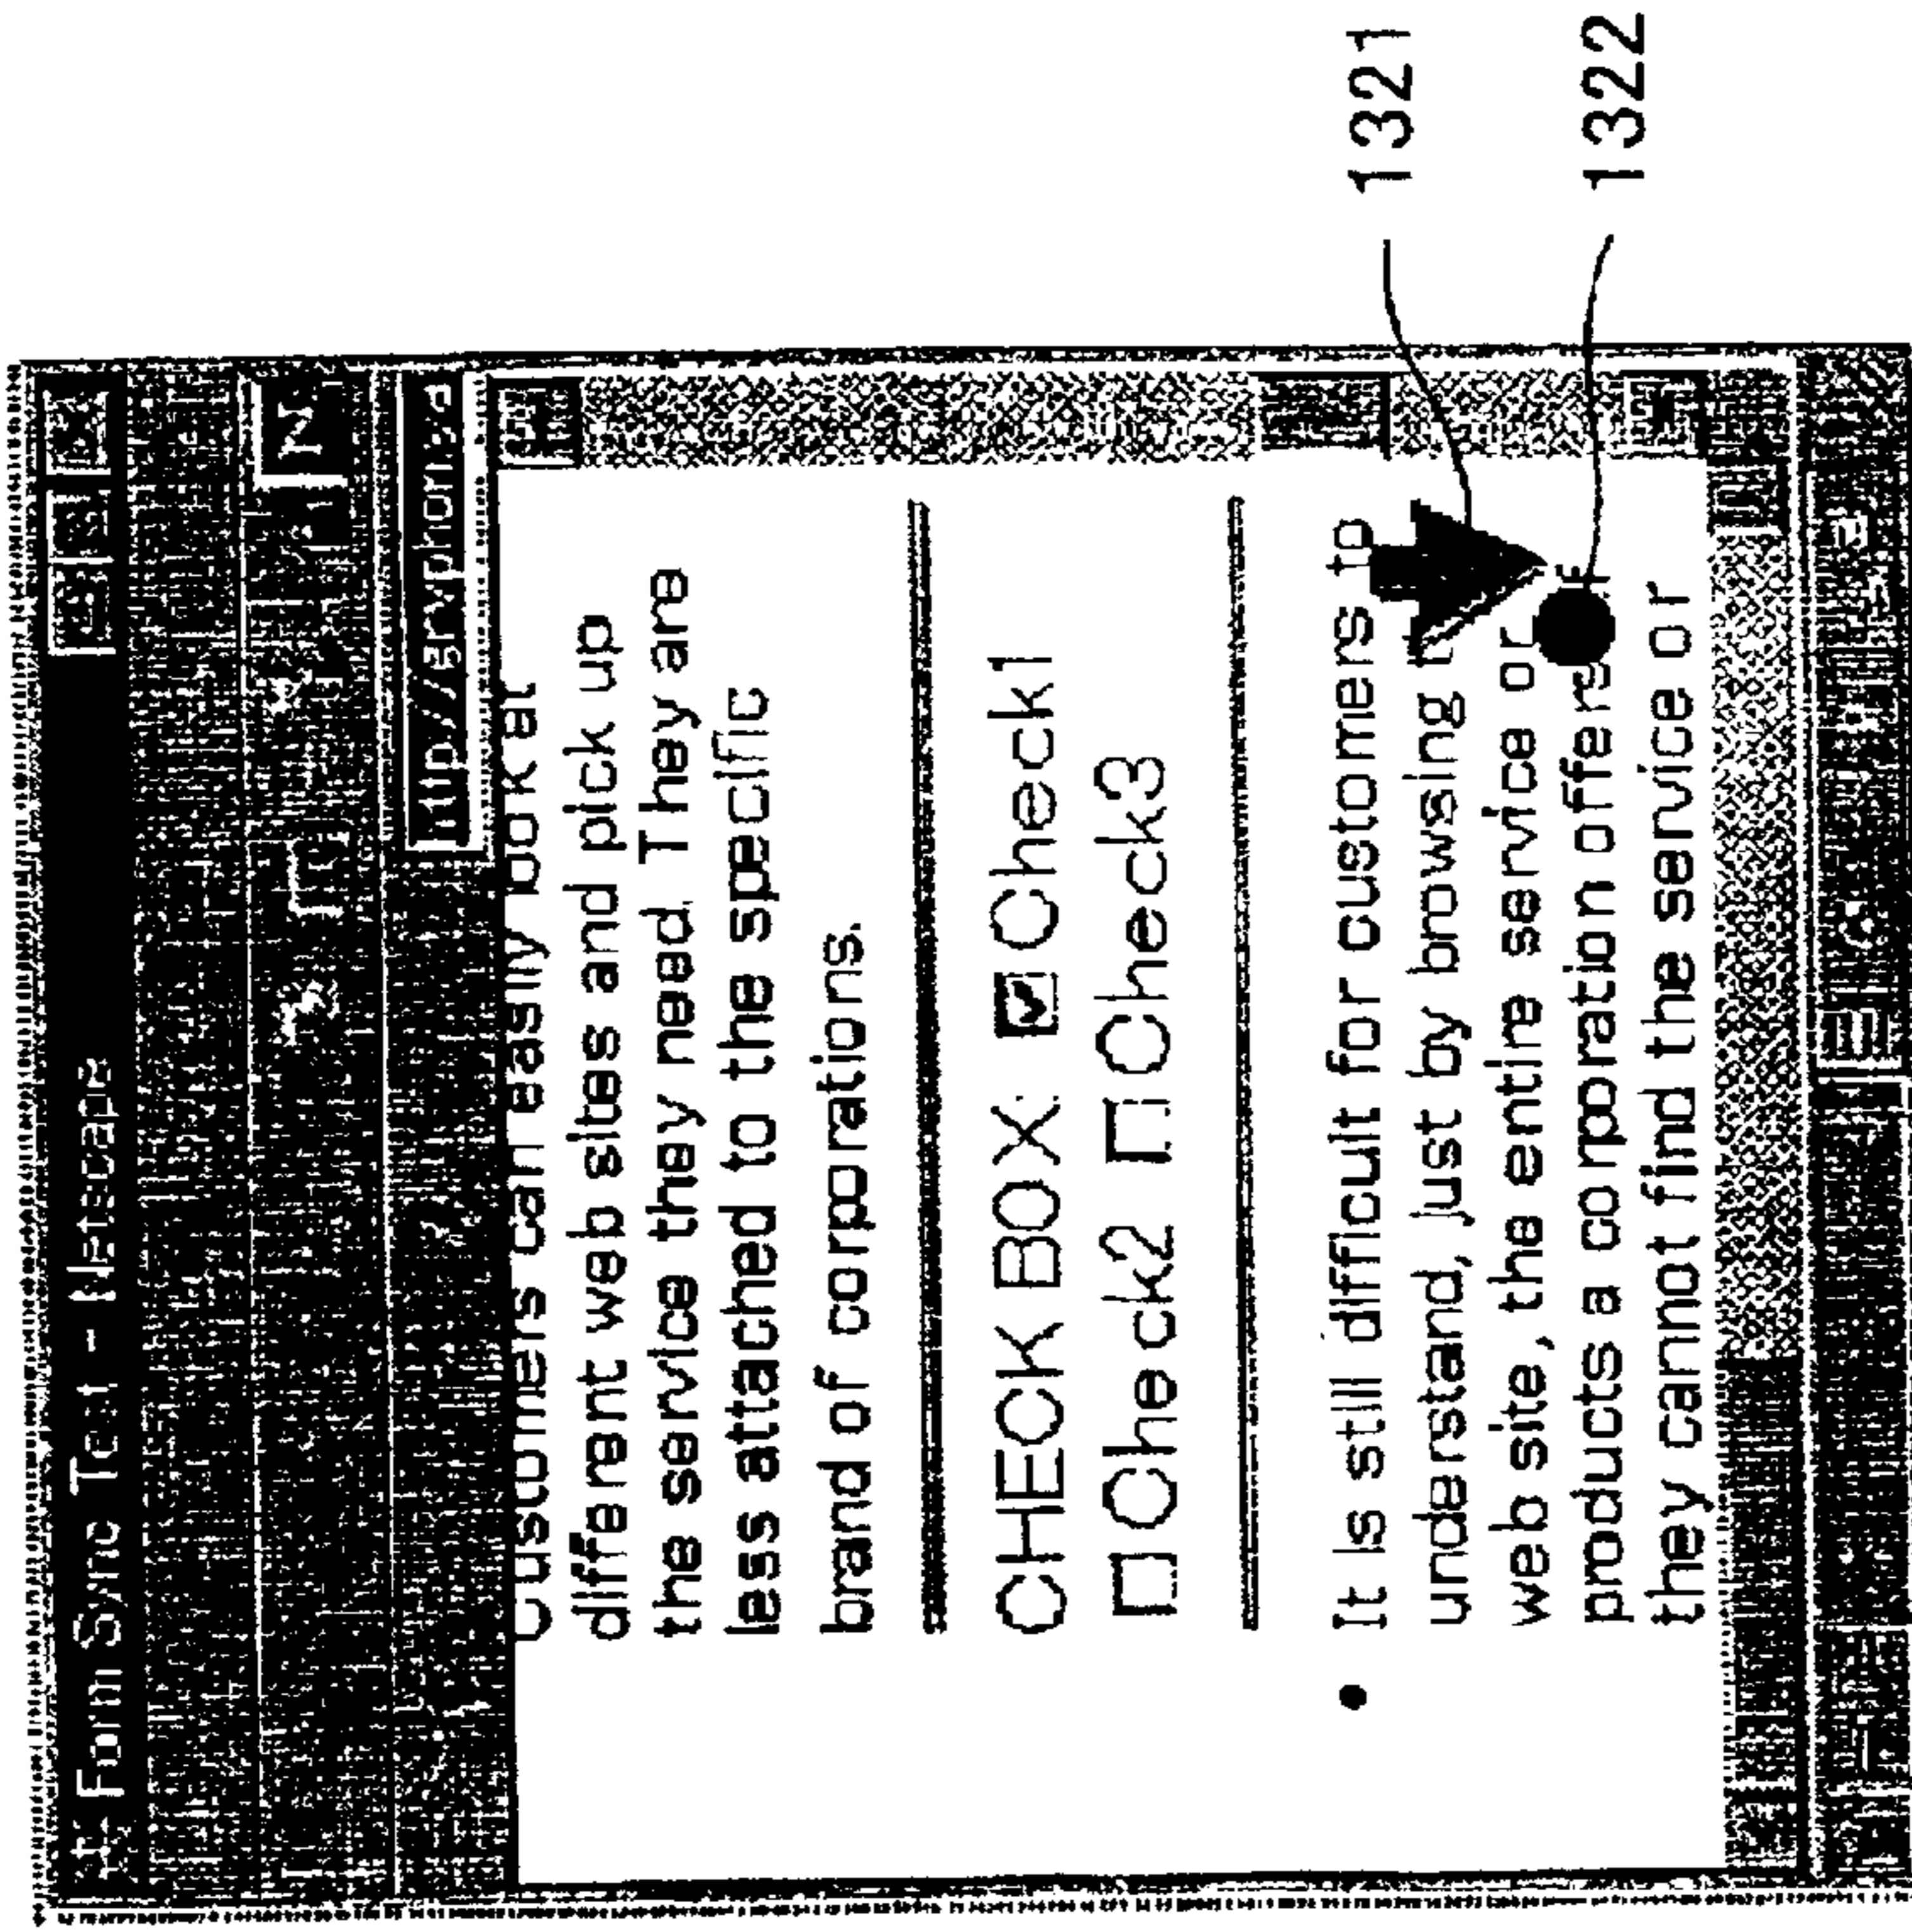 Form Sync Test - Netscape
N
http://eryphon:
Customers can easily look at
different web sites and pick up
the service they need. They are
less attached to the specific
brand of corporations.
CHECK BOX: Check1
Check2 Check3
• It is still difficult for customers to
understand, just by browsing
web site, the entire service or
products a corporation offers
they cannot find the service or
1321
1322